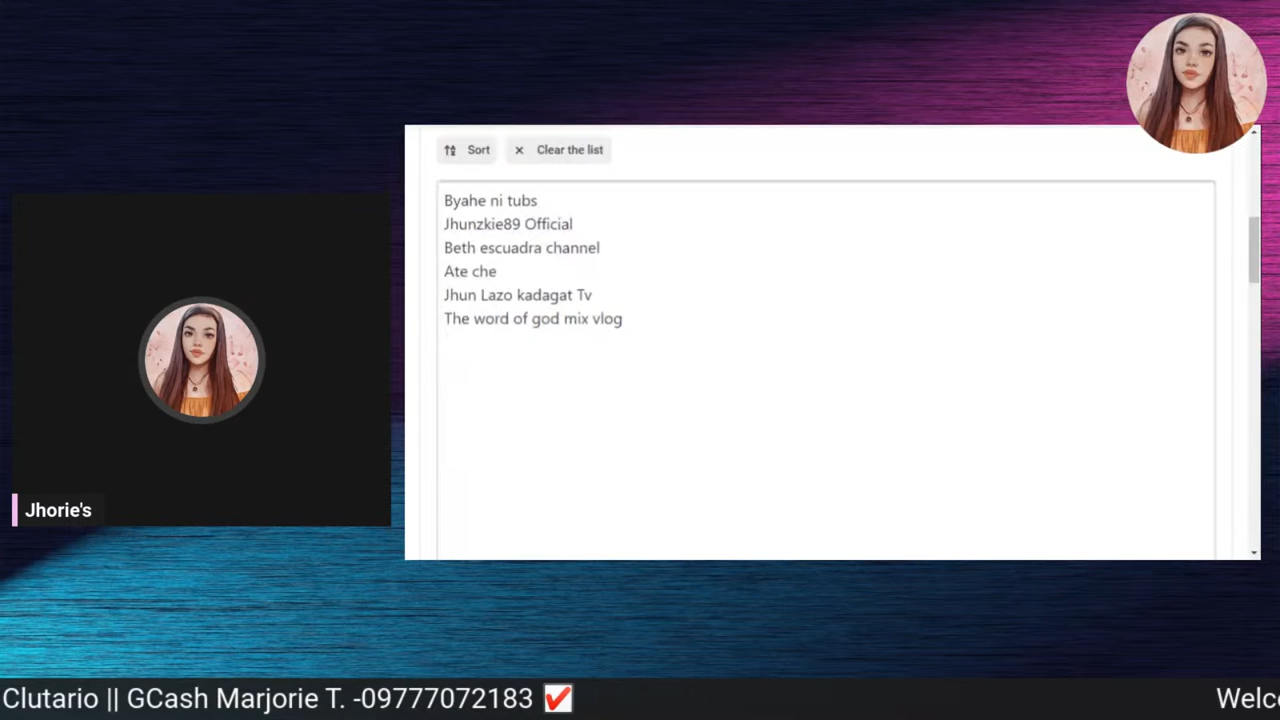 Sort
Clear the list
Byahe ni tubs
Jhunzkie89 Official
Beth escuadra channel
Ate che
Jhun Lazo kadagat Tv
The word of god mix vlog
Jhorie's
Clutario || GCash Marjorie T. -09777072183 ✅